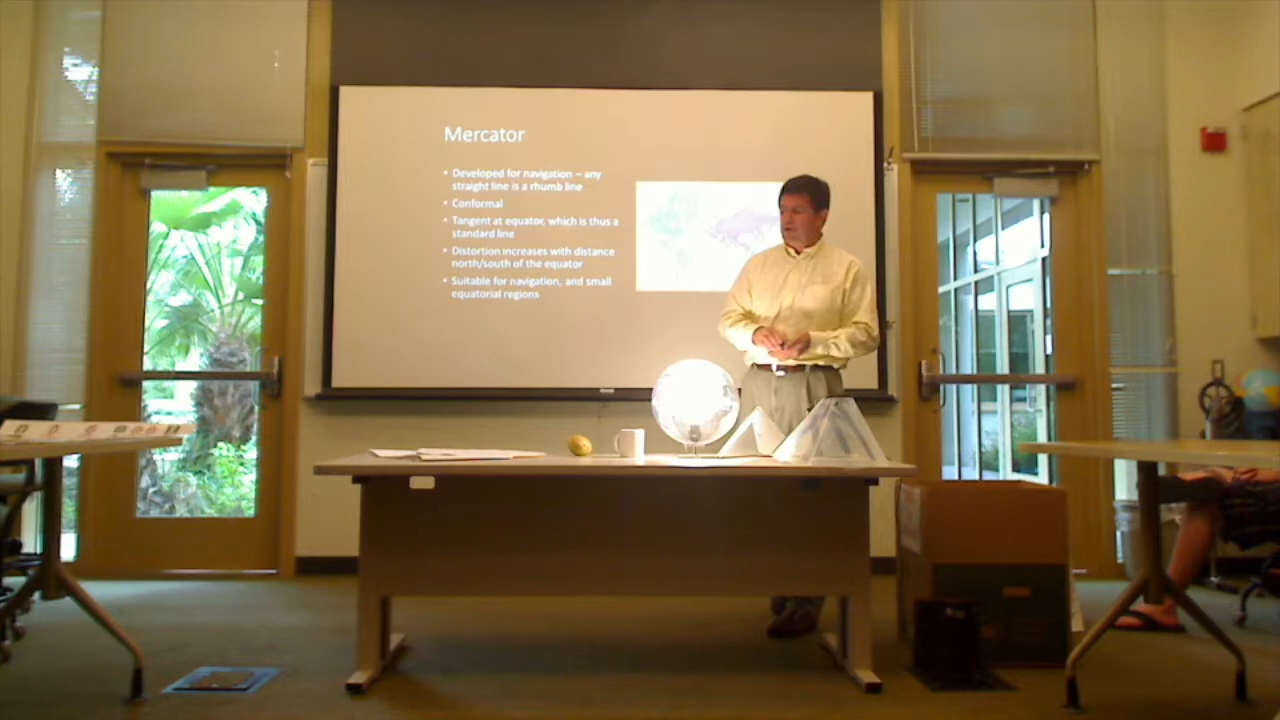 Mercator
• Developed for navigation – any
straight line is a rhumb line
• Conformal
• Tangent at equator, which is thus a
standard line
• Distortion increases with distance
north/south of the equator
• Suitable for navigation, and small
equatorial regions